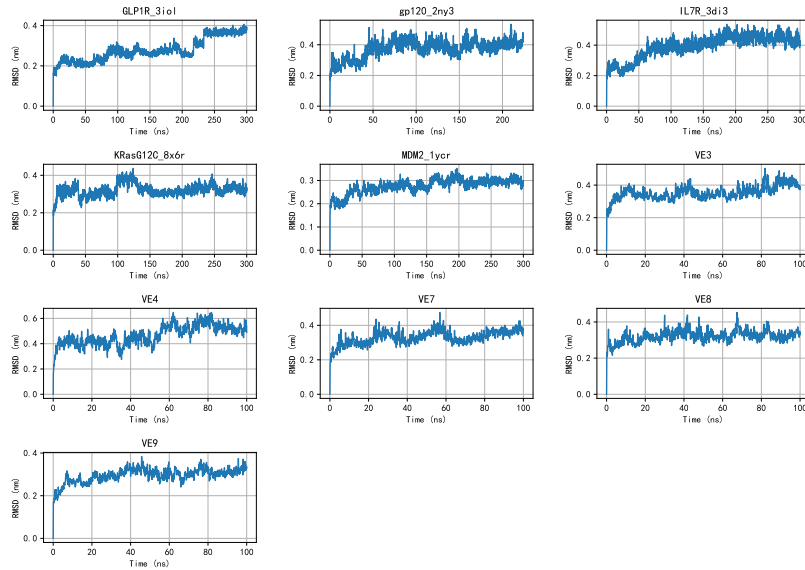 GLP1R_3iol
RMSD (nm)
0.4
0.2
0.0
0 50 100 150 200 250 300
Time (ns)
gp120_2ny3
RMSD (nm)
0.4
0.2
0.0
0 50 100 150 200
Time (ns)
IL7R_3di3
RMSD (nm)
0.4
0.2
0.0
0 50 100 150 200 250 300
Time (ns)
KRasG12C_8x6r
RMSD (nm)
0.4
0.2
0.0
0 50 100 150 200 250 300
Time (ns)
MDM2_1ycr
RMSD (nm)
0.3
0.2
0.1
0.0
0 50 100 150 200 250 300
Time (ns)
VE3
RMSD (nm)
0.4
0.2
0.0
0 20 40 60 80 100
Time (ns)
VE4
RMSD (nm)
0.6
0.4
0.2
0.0
0 20 40 60 80 100
Time (ns)
VE7
RMSD (nm)
0.4
0.2
0.0
0 20 40 60 80 100
Time (ns)
VE8
RMSD (nm)
0.4
0.2
0.0
0 20 40 60 80 100
Time (ns)
VE9
RMSD (nm)
0.4
0.2
0.0
0 20 40 60 80 100
Time (ns)